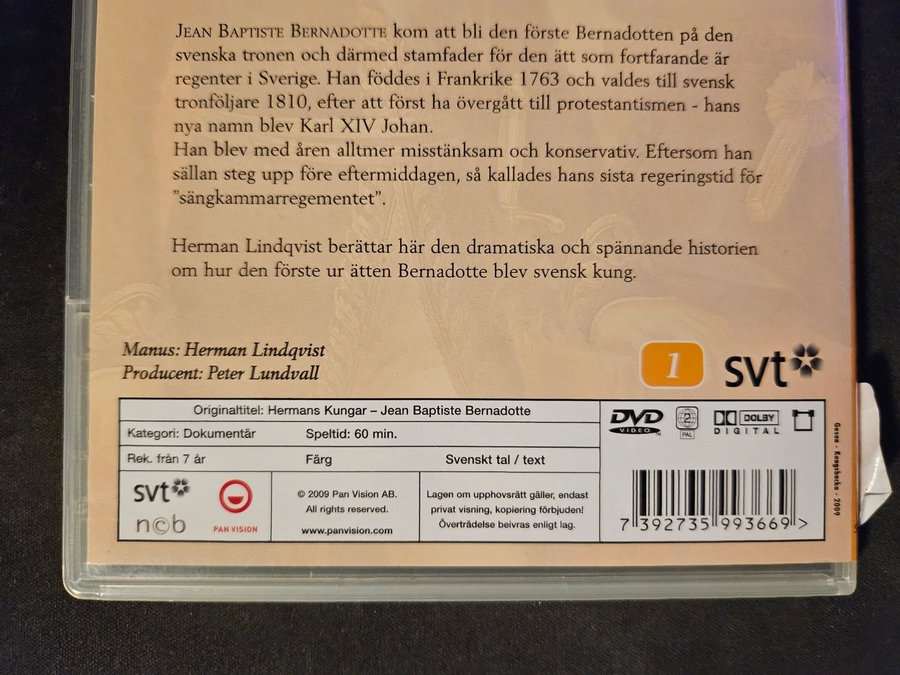 JEAN BAPTISTE BERNADOTTE kom att bli den förste Bernadotten på den
svenska tronen och därmed stamfader för den ätt som fortfarande är
regenter i Sverige. Han föddes i Frankrike 1763 och valdes till svensk
tronföljare 1810, efter att först ha övergått till protestantismen - hans
nya namn blev Karl XIV Johan.
Han blev med åren alltmer misstänksam och konservativ. Eftersom han
sällan steg upp före eftermiddagen, så kallades hans sista regeringstid för
"sängkammarregementet".
Herman Lindqvist berättar här den dramatiska och spännande historien
om hur den förste ur ätten Bernadotte blev svensk kung.
Manus: Herman Lindqvist
Producent: Peter Lundvall
1 svt
Originaltitel: Hermans Kungar – Jean Baptiste Bernadotte
Kategori: Dokumentär Speltid: 60 min.
Rek. från 7 år Färg Svenskt tal / text
svt
ncb
PAN VISION
© 2009 PAN VISION AB.
All rights reserved.
www.panvision.com
Lagen om upphovsrätt gäller, endast
privat visning, kopiering förbjuden!
Överträdelse beivras enligt lag.
DVD
VIDEO
2
PAL
DOLBY
DIGITAL
7 392735 993669 >
Geson - Kungsbacka - 2009